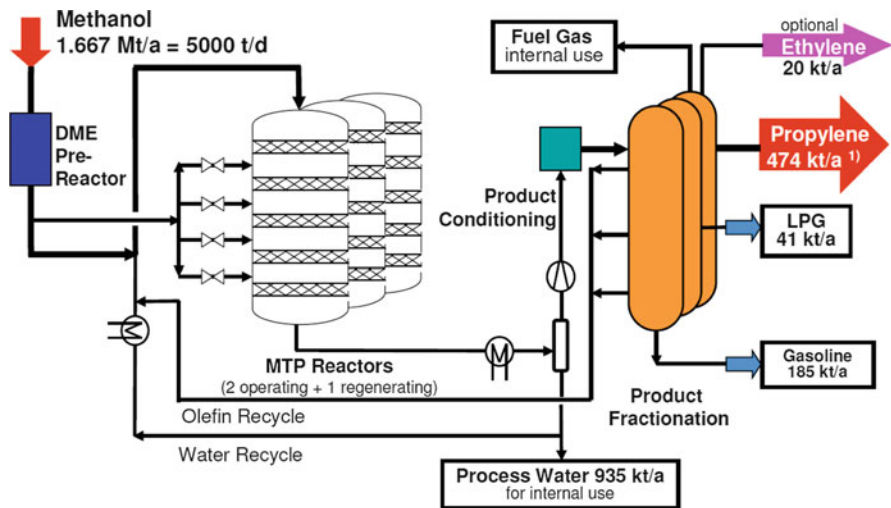 Methanol
1.667 Mt/a = 5000 t/d
DME
Pre-
Reactor
Fuel Gas
internal use
optional
Ethylene
20 kt/a
Propylene
474 kt/a 1)
Product
Conditioning
LPG
41 kt/a
MTP Reactors
(2 operating + 1 regenerating)
Gasoline
185 kt/a
Product
Fractionation
Olefin Recycle
Water Recycle
Process Water 935 kt/a
for internal use